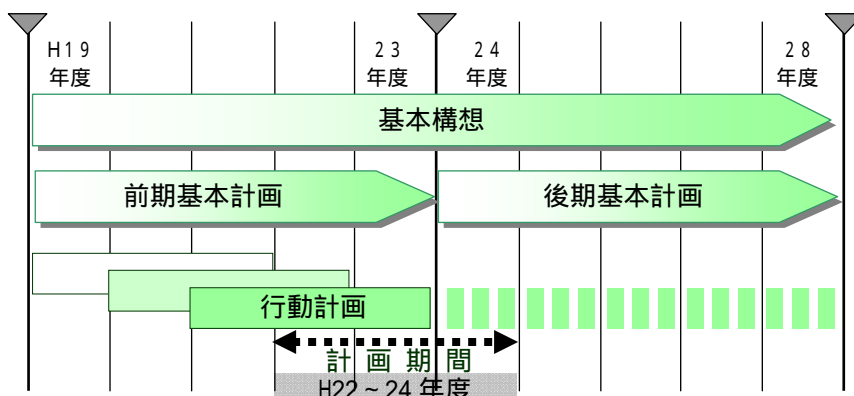 H19
年度
23
年度
24
年度
28
年度
基本構想
前期基本計画
後期基本計画
行動計画
計画期間
H22~24年度